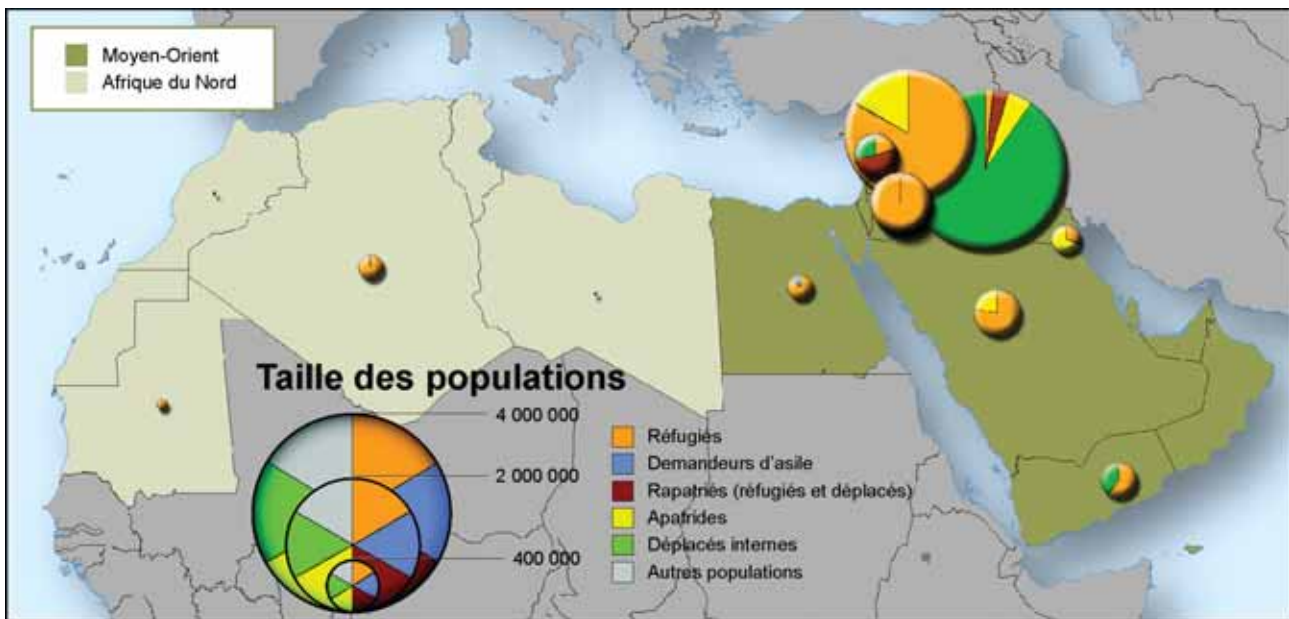 Moyen-Orient
Afrique du Nord
Taille des populations
4 000 000
2 000 000
400 000
Réfugiés
Demandeurs d'asile
Rapatriés (réfugiés et déplacés)
Apafrides
Déplacés internes
Autres populations